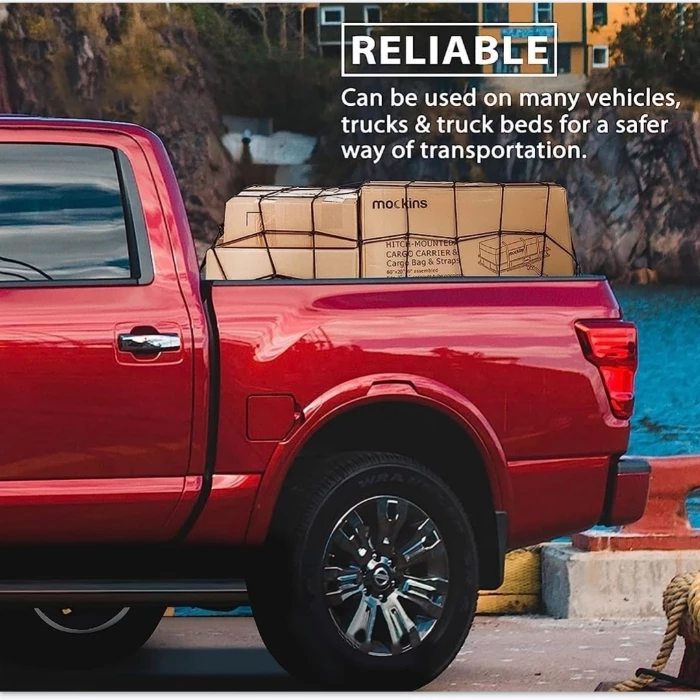 RELIABLE
Can be used on many vehicles,
trucks & truck beds for a safer
way of transportation.
mockins
HITCH-MOUNTED
CARGO CARRIER &
Cargo Bag & Straps
WRA